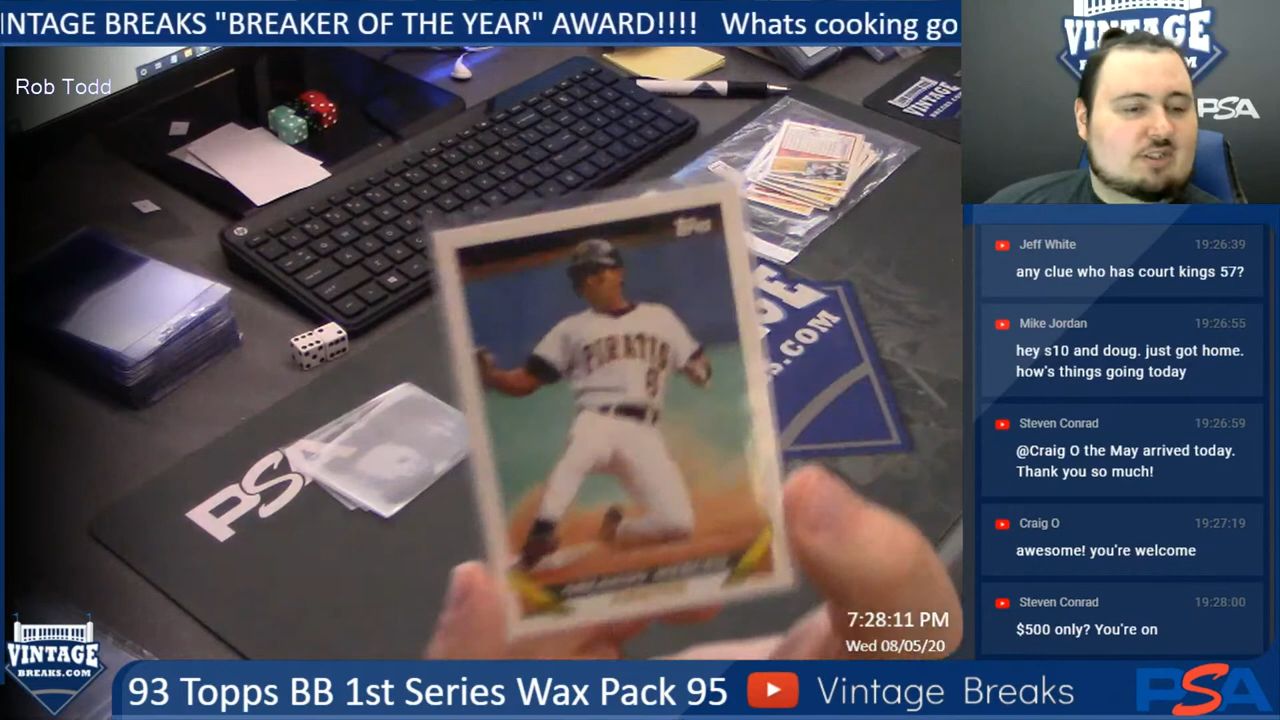 INTAGE BREAKS "BREAKER OF THE YEAR" AWARD!!!! Whats cooking go
Rob Todd
VINTAGE
PSA
Jeff White 19:26:39
any clue who has court kings 57?
Mike Jordan 19:26:55
hey s10 and doug. just got home.
how's things going today
Steven Conrad 19:26:59
@Craig O the May arrived today.
Thank you so much!
Craig O 19:27:19
awesome! you're welcome
Steven Conrad 19:28:00
$500 only? You're on
Topps
PIRATES
S.COM
PSA
7:28:11 PM
Wed 08/05/20
VINTAGE
BREAKS.COM
93 Topps BB 1st Series Wax Pack 95
Vintage Breaks
PSA